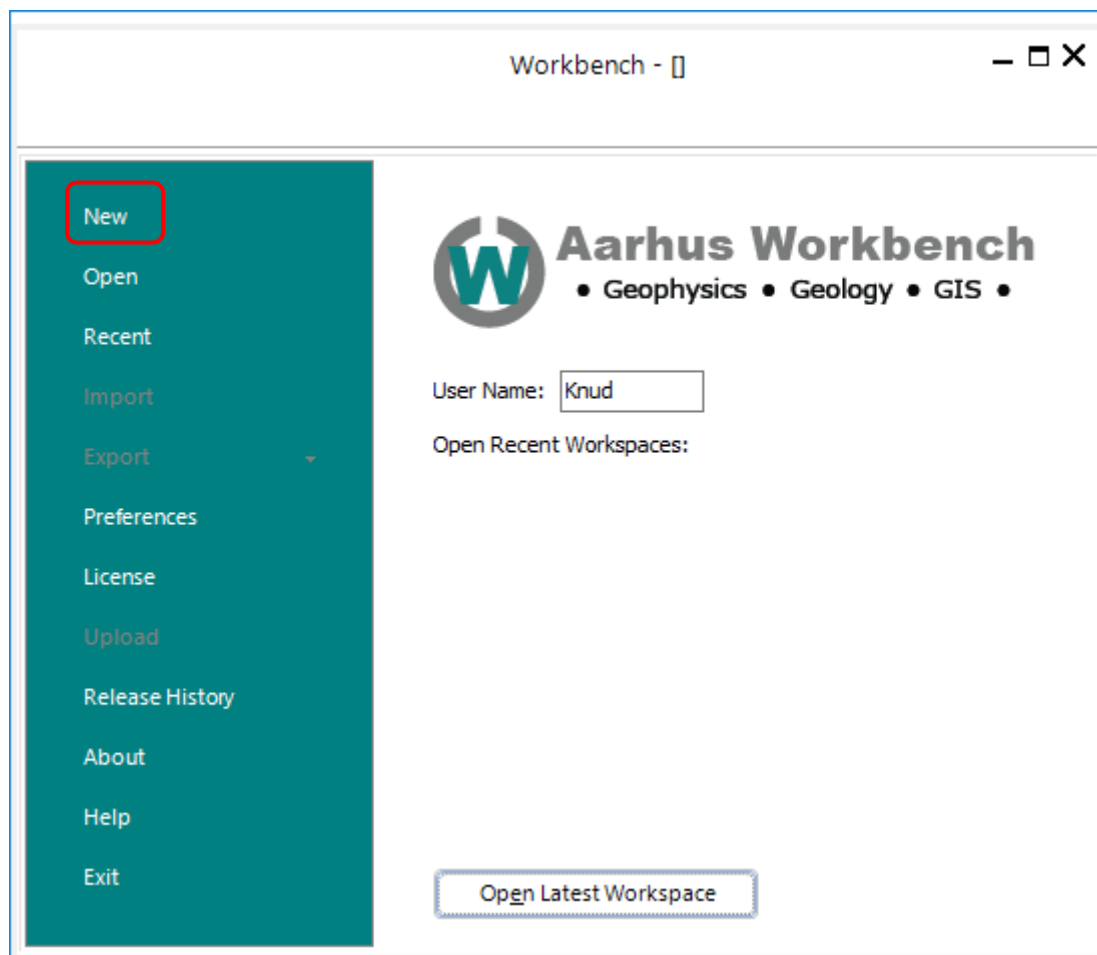 Workbench - []
New
Open
Recent
Import
Export
Preferences
License
Upload
Release History
About
Help
Exit
W
Aarhus Workbench
• Geophysics • Geology • GIS •
User Name: Knud
Open Recent Workspaces:
Open Latest Workspace